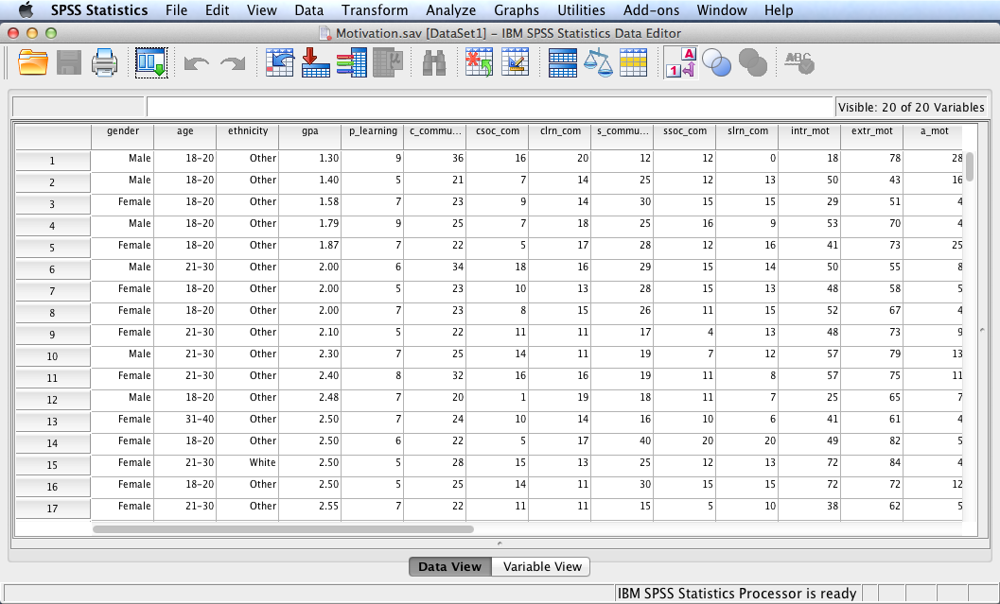 SPSS Statistics File Edit View Data Transform Analyze Graphs Utilities Add-ons Window Help
Motivation.sav [DataSet1] – IBM SPSS Statistics Data Editor
1 A ABC
Visible: 20 of 20 Variables
gender age ethnicity gpa p_learning c_commu... csoc_com clrn_com s_commu... ssoc_com slrn_com intr_mot extr_mot a_mot
1 Male 18-20 Other 1.30 9 36 16 20 12 12 0 18 78 28
2 Male 18-20 Other 1.40 5 21 7 14 25 12 13 50 43 16
3 Female 18-20 Other 1.58 7 23 9 14 30 15 15 29 51 4
4 Male 18-20 Other 1.79 9 25 7 18 25 16 9 53 70 4
5 Female 18-20 Other 1.87 7 22 5 17 28 12 16 41 73 25
6 Male 21-30 Other 2.00 6 34 18 16 29 15 14 50 55 8
7 Female 18-20 Other 2.00 5 23 10 13 28 15 13 48 58 5
8 Female 18-20 Other 2.00 7 23 8 15 26 11 15 52 67 4
9 Female 21-30 Other 2.10 5 22 11 11 17 4 13 48 73 9
10 Male 21-30 Other 2.30 7 25 14 11 19 7 12 57 79 13
11 Female 21-30 Other 2.40 8 32 16 16 19 11 8 57 75 11
12 Male 18-20 Other 2.48 7 20 1 19 18 11 7 25 65 7
13 Female 31-40 Other 2.50 7 24 10 14 16 10 6 41 61 4
14 Female 18-20 Other 2.50 6 22 5 17 40 20 20 49 82 5
15 Female 21-30 White 2.50 5 28 15 13 25 12 13 72 84 4
16 Female 18-20 Other 2.50 5 25 14 11 30 15 15 72 72 12
17 Female 21-30 Other 2.55 7 22 11 11 15 5 10 38 62 5
Data View Variable View
IBM SPSS Statistics Processor is ready